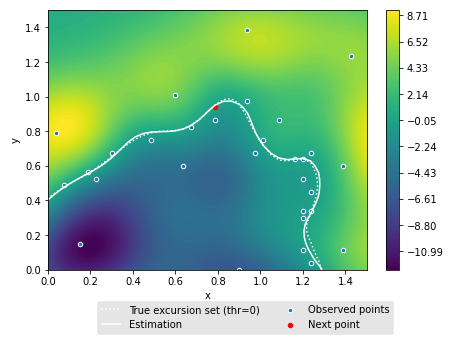 1.4
1.2
1.0
0.8
0.6
0.4
0.2
0.0
y
0.0 0.2 0.4 0.6 0.8 1.0 1.2 1.4
x
8.71
6.52
4.33
2.14
−0.05
−2.24
−4.43
−6.61
−8.80
−10.99
True excursion set (thr=0)
Estimation
Observed points
Next point